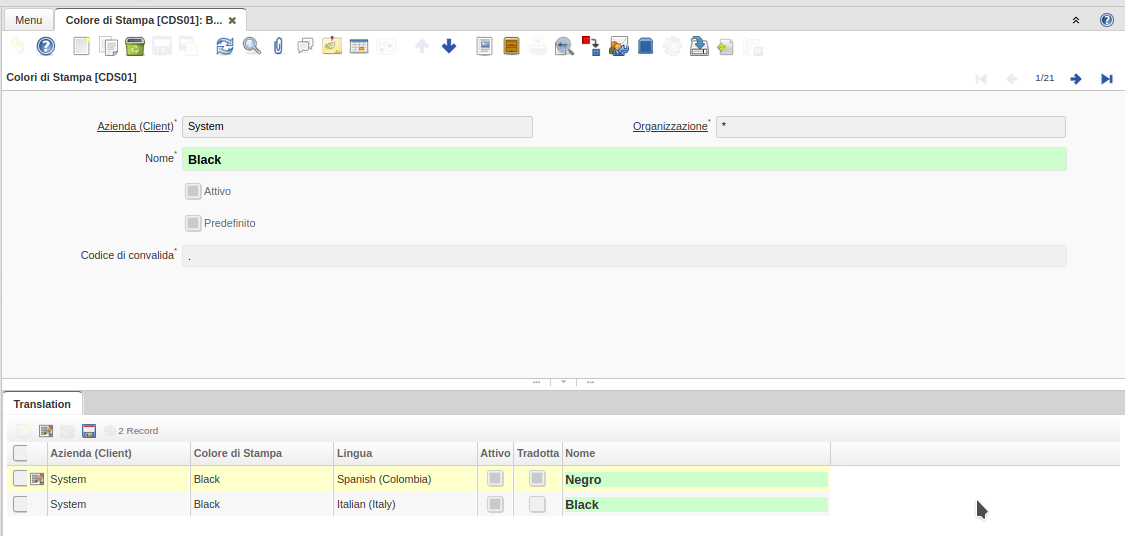 Menu Colore di Stampa [CDS01]: B...
Colori di Stampa [CDS01] 1/21
Azienda (Client)* System Organizzazione* *
Nome* Black
Attivo
Predefinito
Codice di convalida* .
Translation
2 Record
Azienda (Client) Colore di Stampa Lingua Attivo Tradotta Nome
System Black Spanish (Colombia) Negro
System Black Italian (Italy) Black